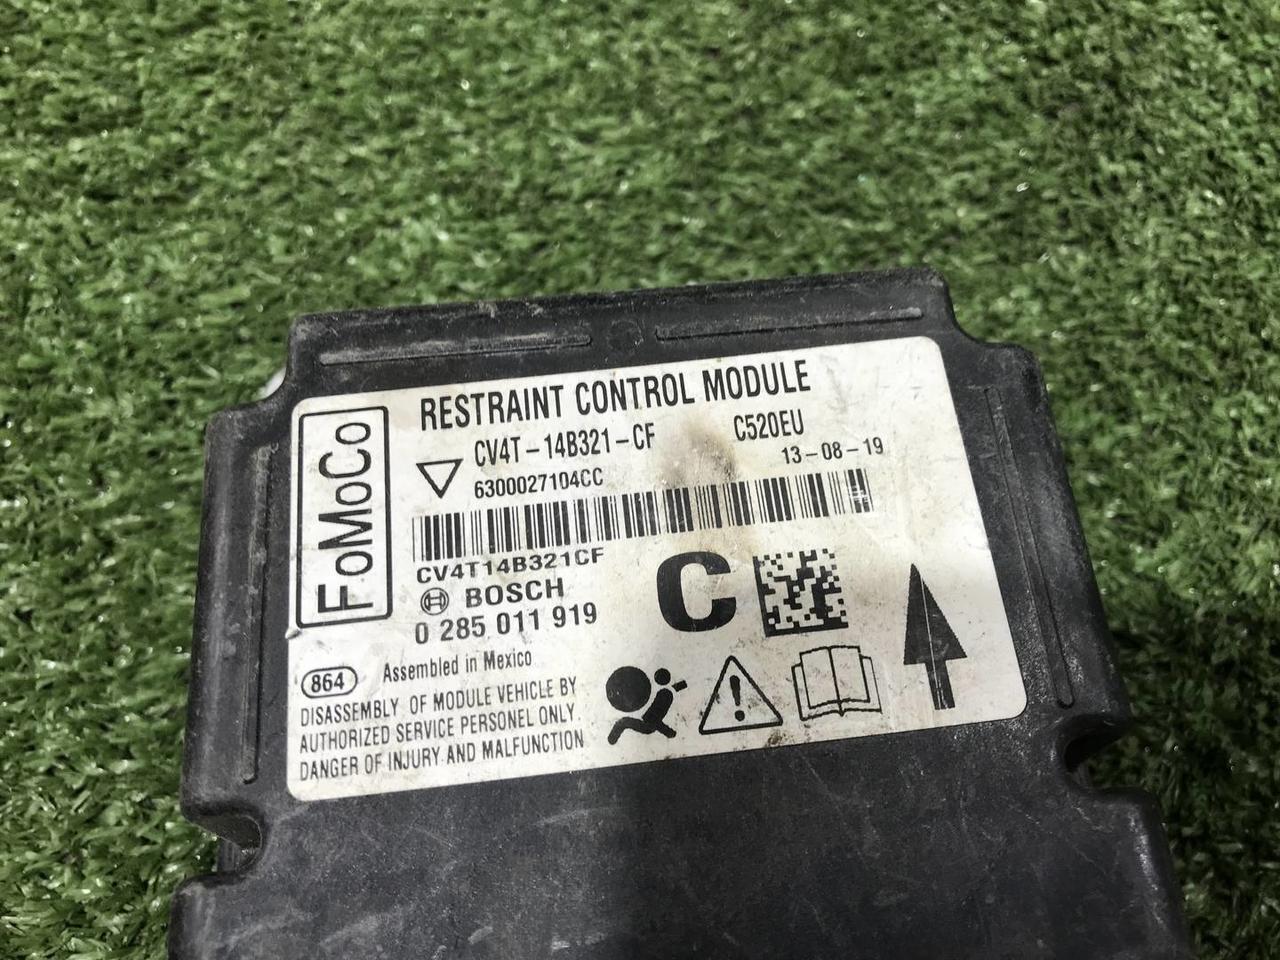 FoMoCo
RESTRAINT CONTROL MODULE
CV4T-14B321-CF C520EU
6300027104CC 13-08-19
CV4T14B321CF
BOSCH
0 285 011 919
C
864 Assembled in Mexico
DISASSEMBLY OF MODULE VEHICLE BY
AUTHORIZED SERVICE PERSONEL ONLY.
DANGER OF INJURY AND MALFUNCTION